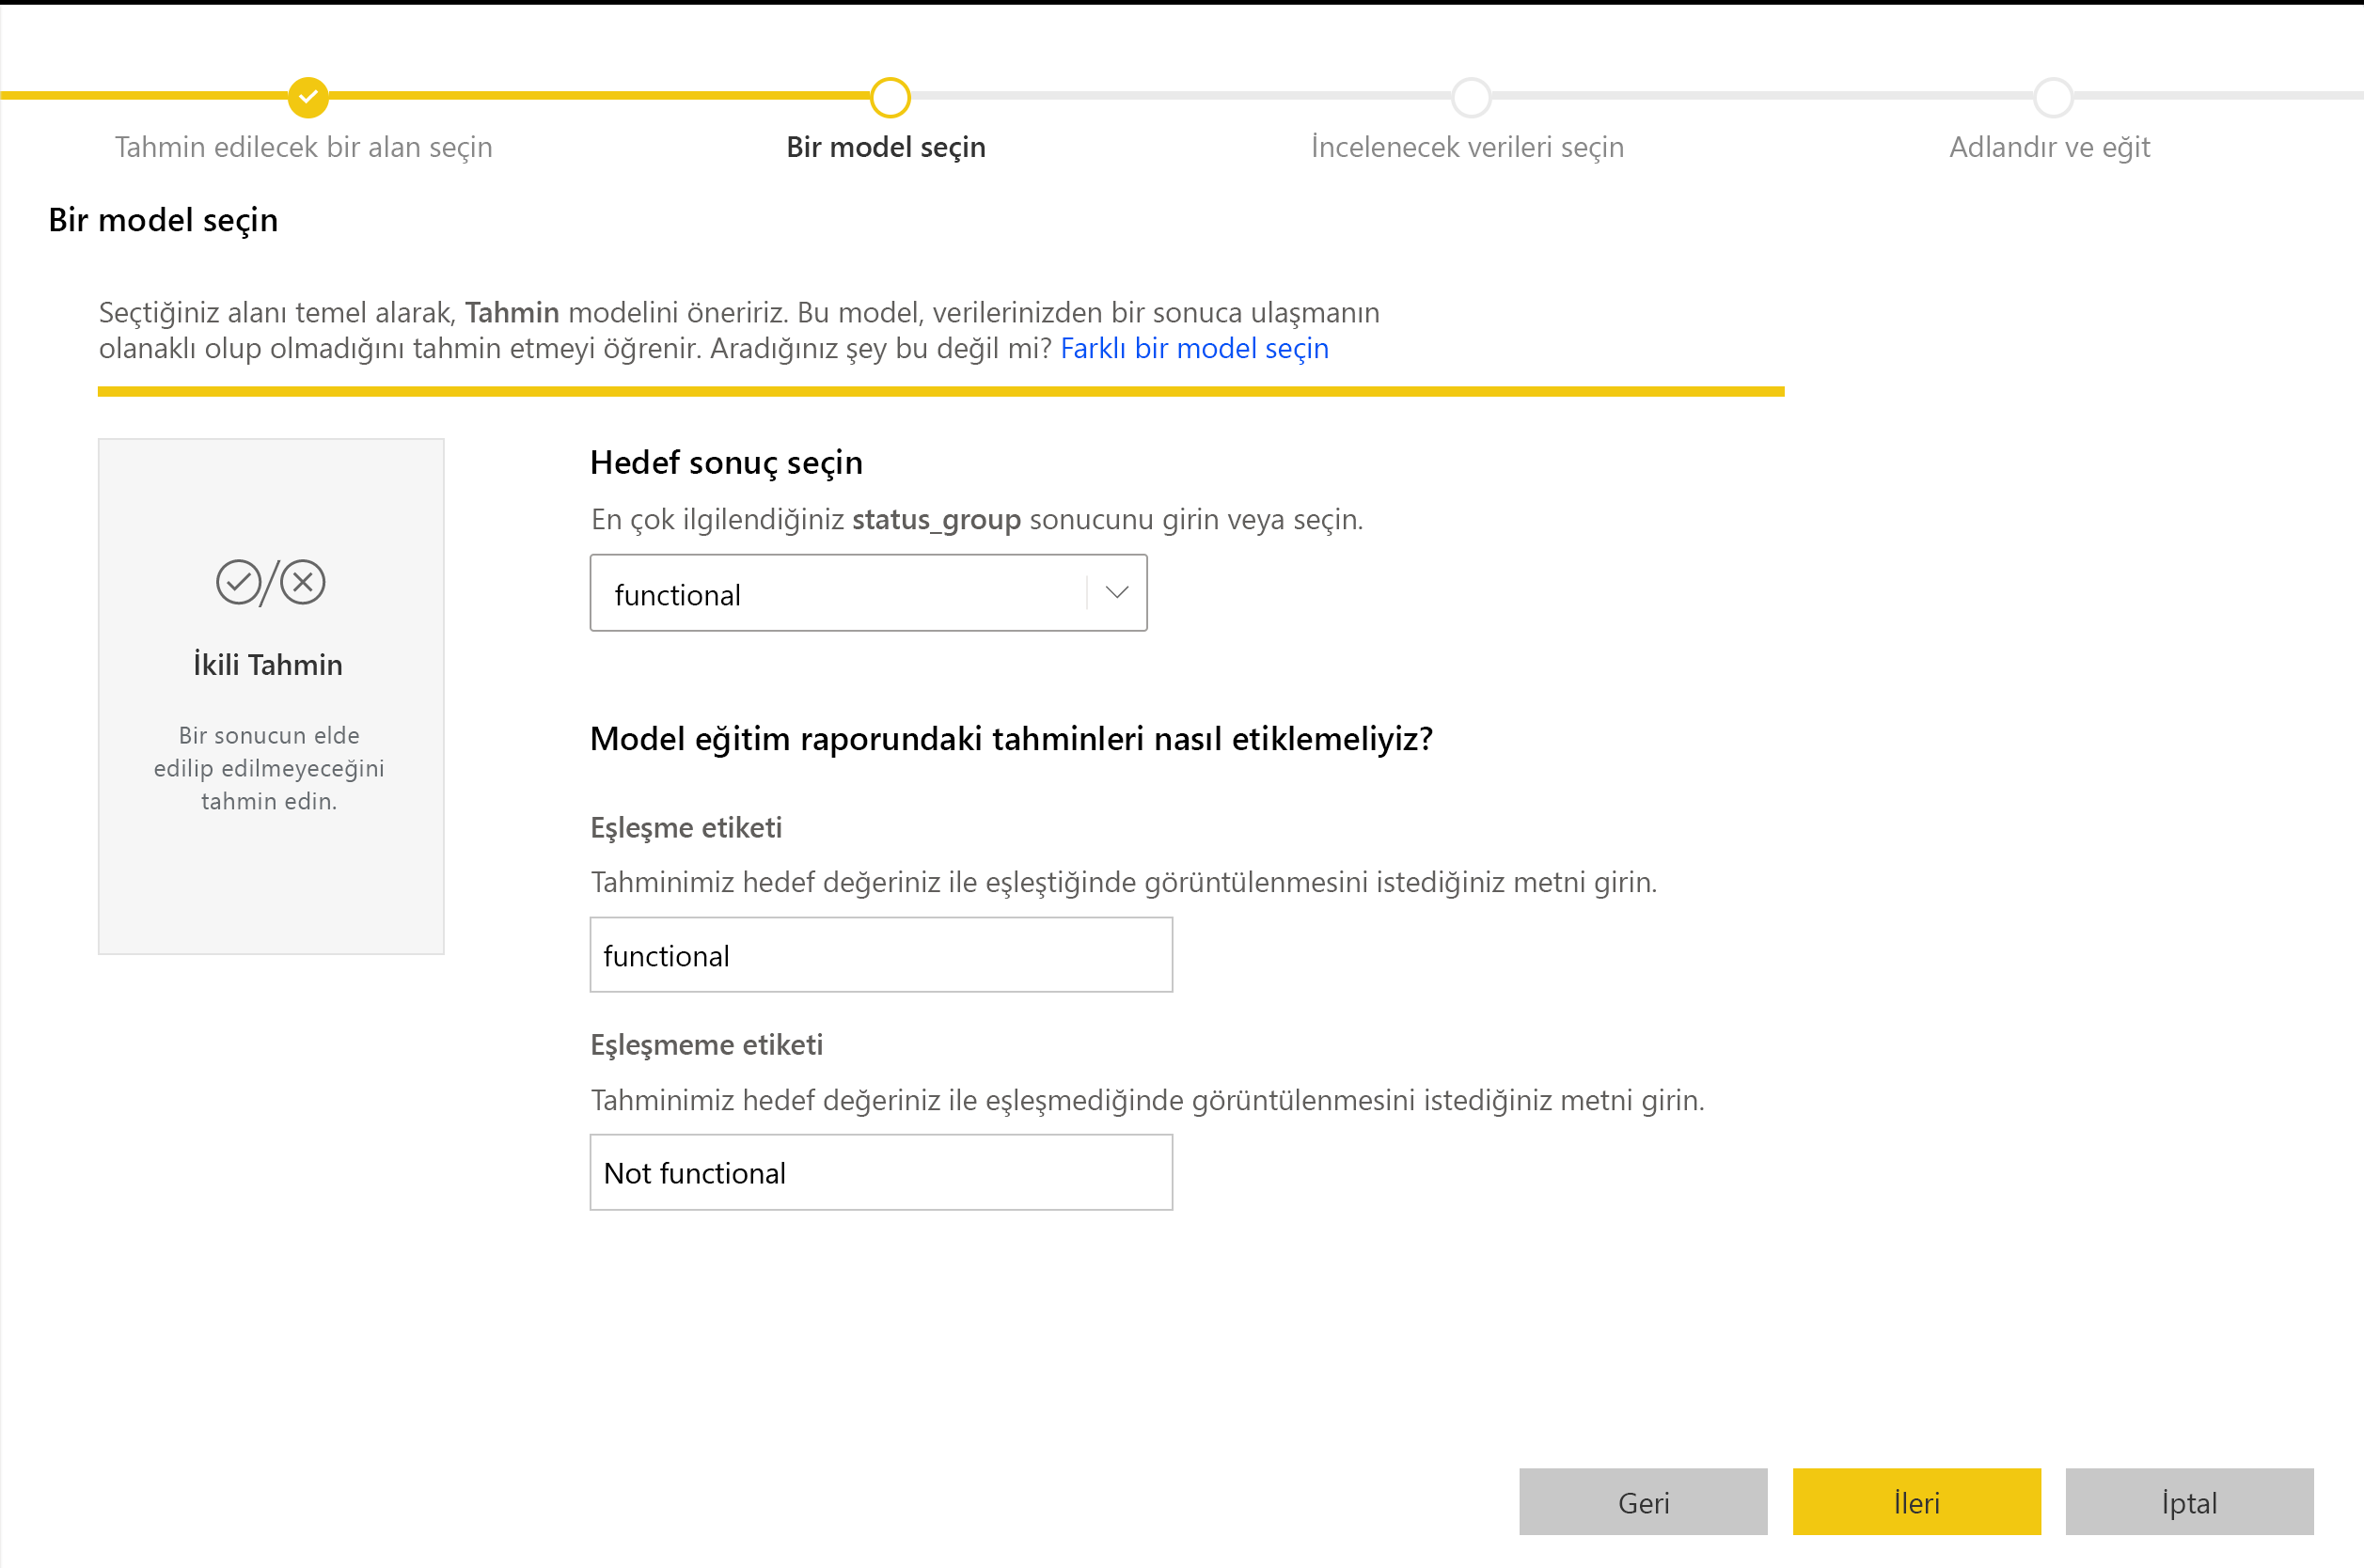 Tahmin edilecek bir alan seçin
Bir model seçin
İncelenecek verileri seçin
Adlandır ve eğit
Bir model seçin
Seçtiğiniz alanı temel alarak, Tahmin modelini öneririz. Bu model, verilerinizden bir sonuca ulaşmanın
olanaklı olup olmadığını tahmin etmeyi öğrenir. Aradığınız şey bu değil mi? Farklı bir model seçin
İkili Tahmin
Bir sonucun elde
edilip edilmeyeceğini
tahmin edin.
Hedef sonuç seçin
En çok ilgilendiğiniz status_group sonucunu girin veya seçin.
functional
Model eğitim raporundaki tahminleri nasıl etiklemeliyiz?
Eşleşme etiketi
Tahminimiz hedef değeriniz ile eşleştiğinde görüntülenmesini istediğiniz metni girin.
functional
Eşleşmeme etiketi
Tahminimiz hedef değeriniz ile eşleşmediğinde görüntülenmesini istediğiniz metni girin.
Not functional
Geri
İleri
İptal